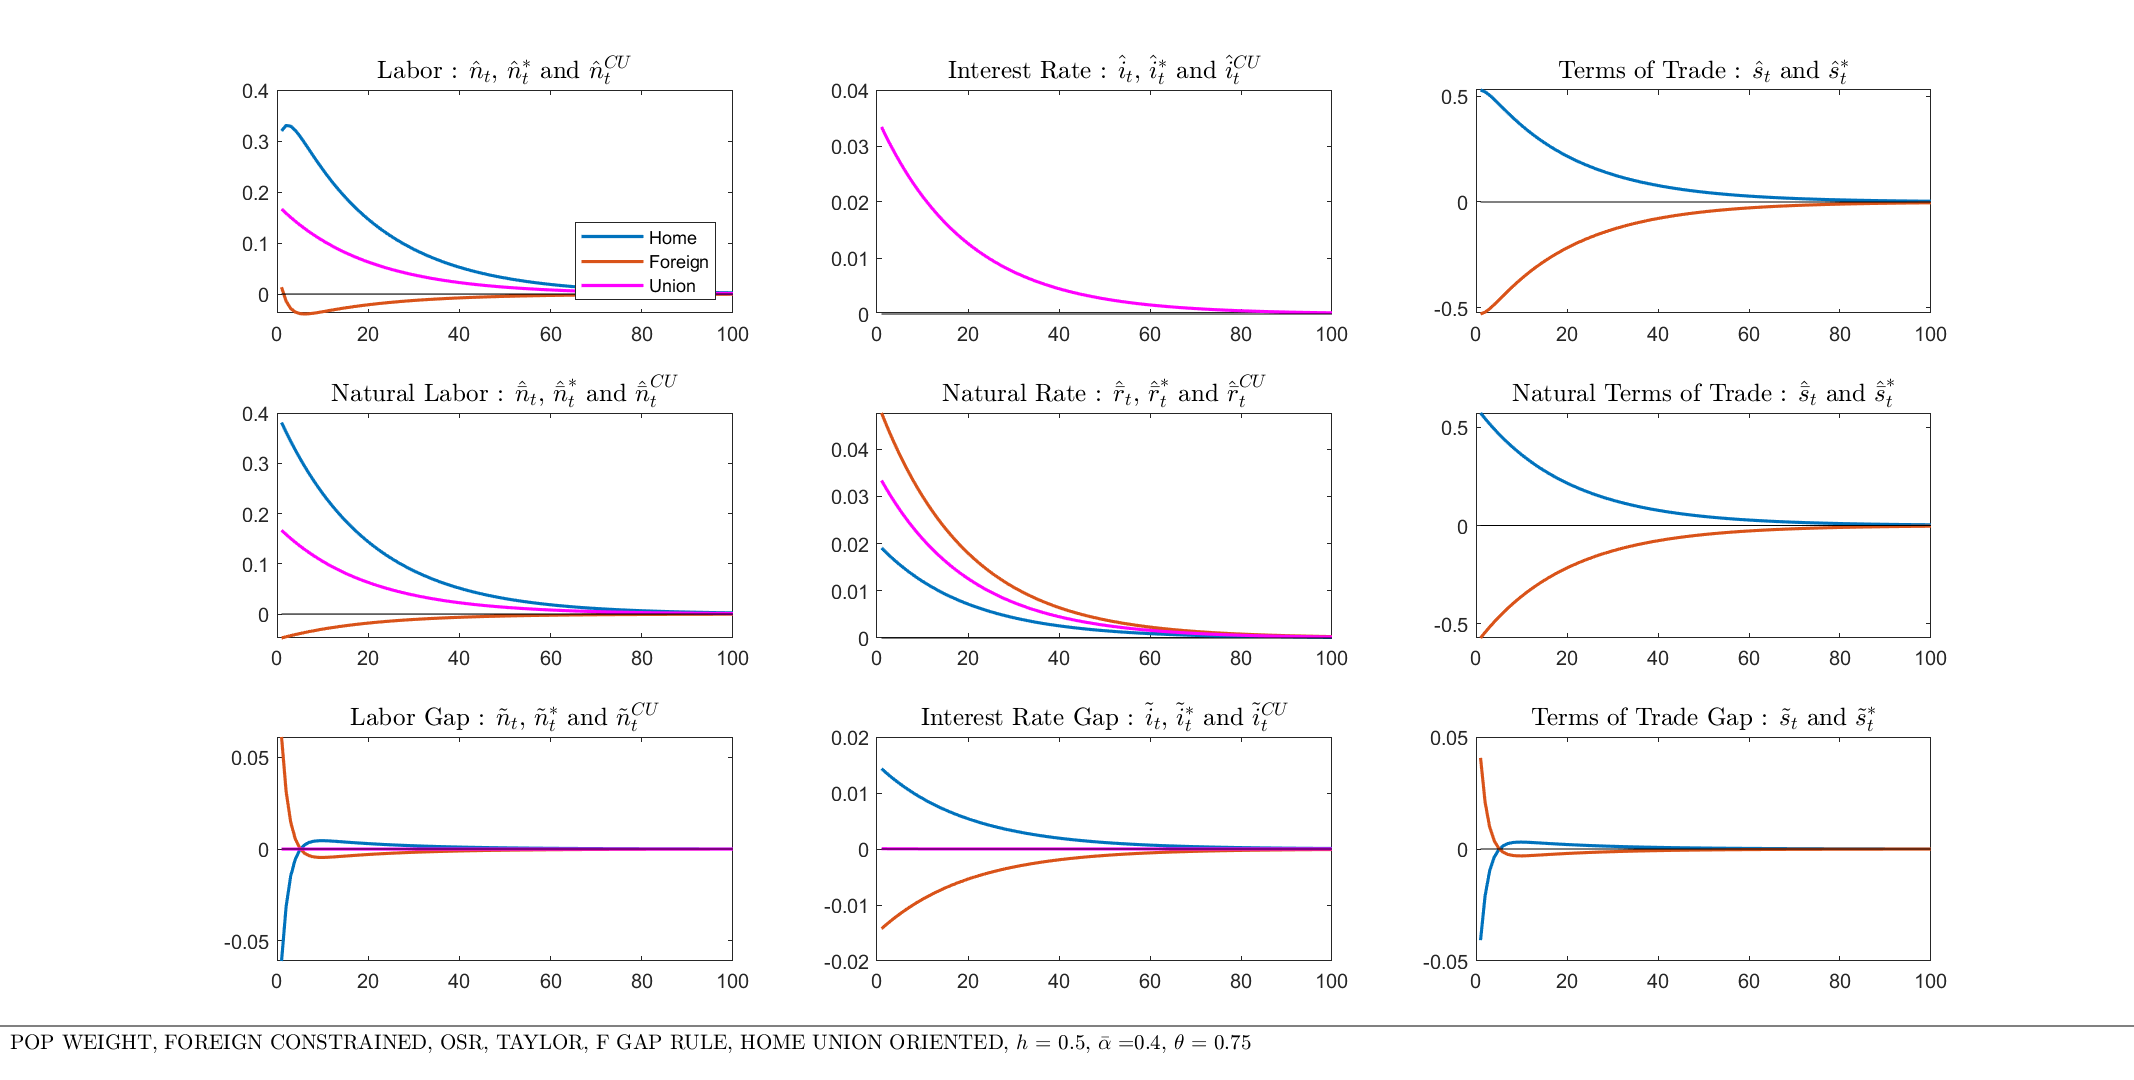 Labor : n̂ₜ, n̂ₜ* and n̂ₜᶜᵁ
Interest Rate : îₜ, îₜ* and îₜᶜᵁ
Terms of Trade : ŝₜ and ŝₜ*
0.4
0.3
0.2
0.1
0
0 20 40 60 80 100
Home
Foreign
Union
0.04
0.03
0.02
0.01
0
0 20 40 60 80 100
0.5
0
-0.5
0 20 40 60 80 100
Natural Labor : n̄̂ₜ, n̄̂ₜ* and n̄̂ₜᶜᵁ
Natural Rate : r̄̂ₜ, r̄̂ₜ* and r̄̂ₜᶜᵁ
Natural Terms of Trade : s̄̂ₜ and s̄̂ₜ*
0.4
0.3
0.2
0.1
0
0 20 40 60 80 100
0.04
0.03
0.02
0.01
0
0 20 40 60 80 100
0.5
0
-0.5
0 20 40 60 80 100
Labor Gap : ñₜ, ñₜ* and ñₜᶜᵁ
Interest Rate Gap : ĩₜ, ĩₜ* and ĩₜᶜᵁ
Terms of Trade Gap : s̃ₜ and s̃ₜ*
0.05
0
-0.05
0 20 40 60 80 100
0.02
0.01
0
-0.01
-0.02
0 20 40 60 80 100
0.05
0
-0.05
0 20 40 60 80 100
POP WEIGHT, FOREIGN CONSTRAINED, OSR, TAYLOR, F GAP RULE, HOME UNION ORIENTED, h = 0.5, ᾱ =0.4, θ = 0.75